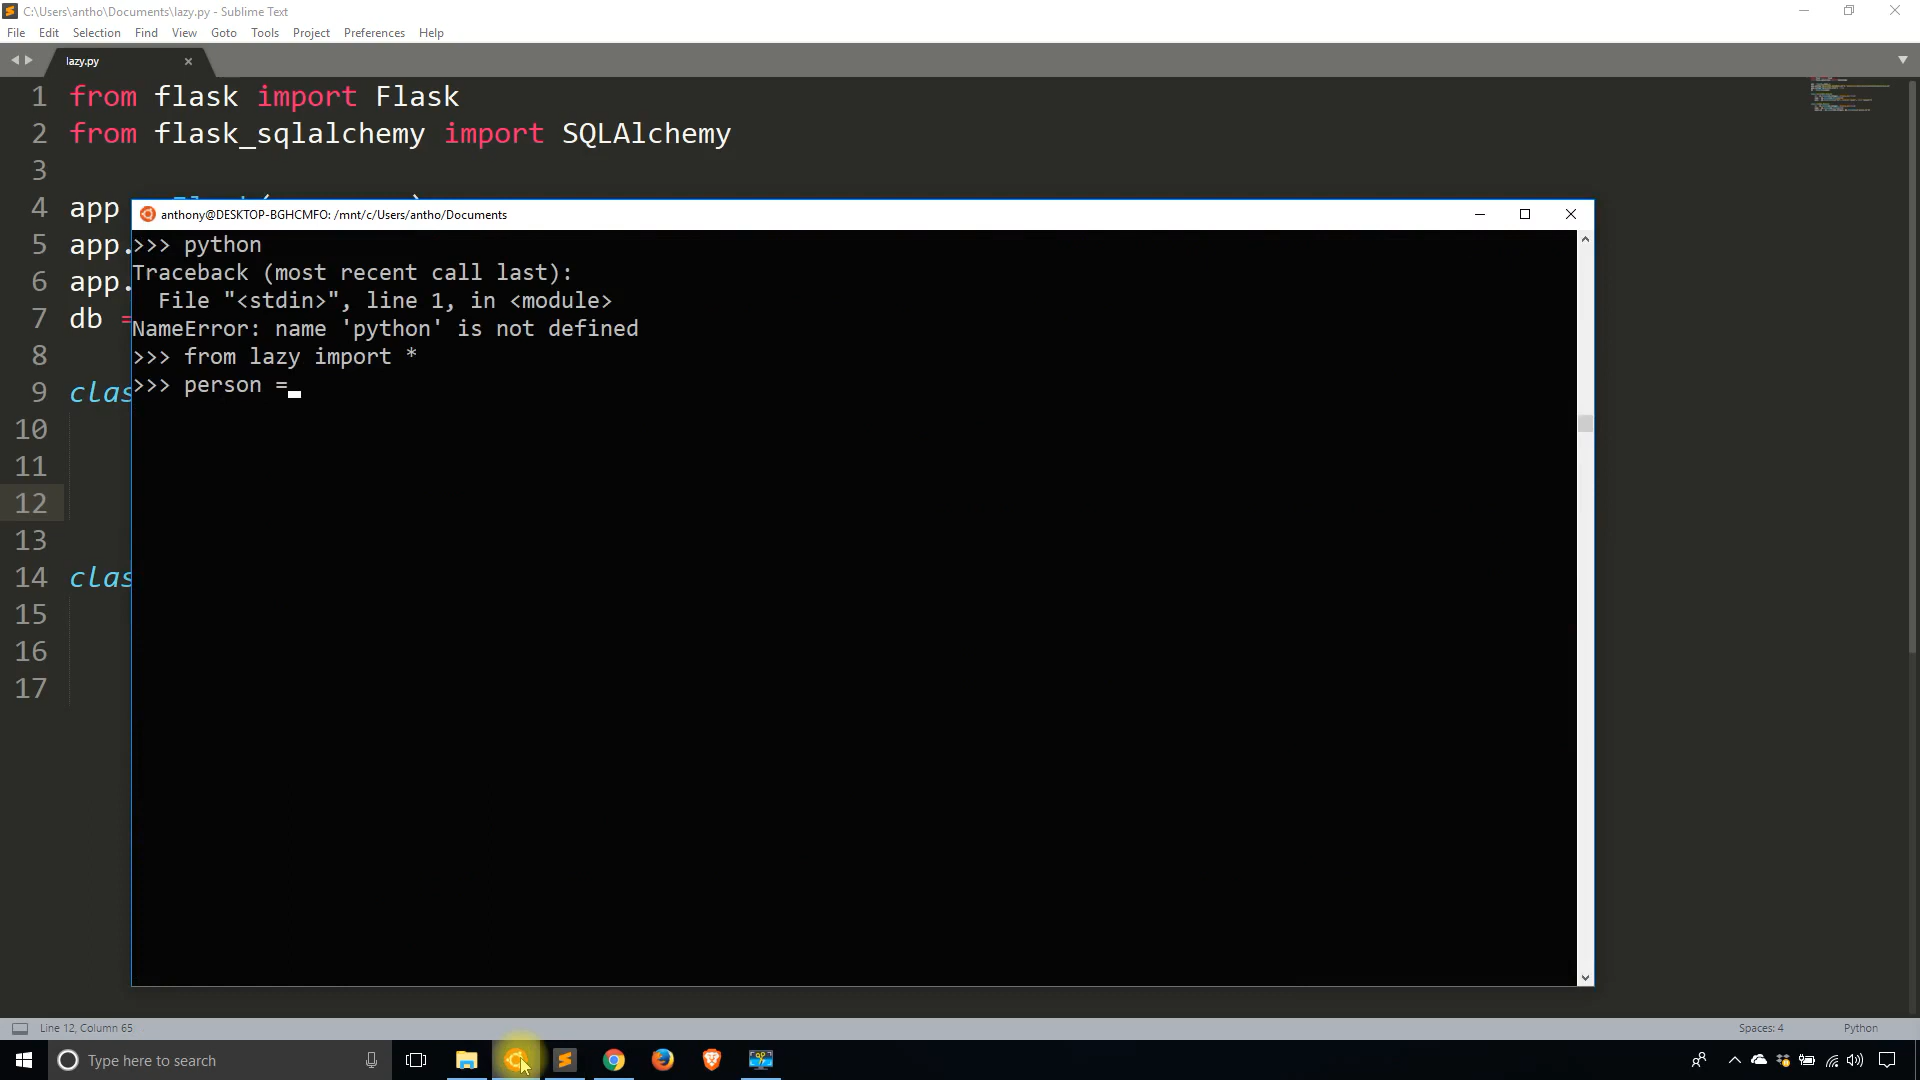 C:\Users\antho\Documents\lazy.py - Sublime Text
File Edit Selection Find View Goto Tools Project Preferences Help
lazy.py
1 from flask import Flask
2 from flask_sqlalchemy import SQLAlchemy
3
4 app
5 app.
6 app.
7 db =
8
9 clas
10
11
12
13
14 clas
15
16
17
anthony@DESKTOP-BGHCMFO: /mnt/c/Users/antho/Documents
>>> python
Traceback (most recent call last):
  File "<stdin>", line 1, in <module>
NameError: name 'python' is not defined
>>> from lazy import *
>>> person =
Line 12, Column 65
Spaces: 4
Python
Type here to search